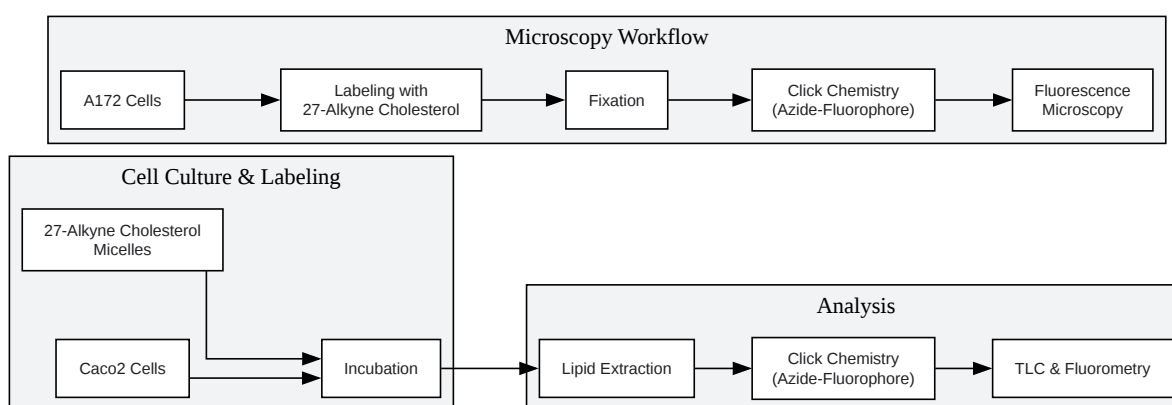 Microscopy Workflow
A172 Cells
Labeling with
27-Alkyne Cholesterol
Fixation
Click Chemistry
(Azide-Fluorophore)
Fluorescence
Microscopy
Cell Culture & Labeling
27-Alkyne Cholesterol
Micelles
Caco2 Cells
Incubation
Analysis
Lipid Extraction
Click Chemistry
(Azide-Fluorophore)
TLC & Fluorometry